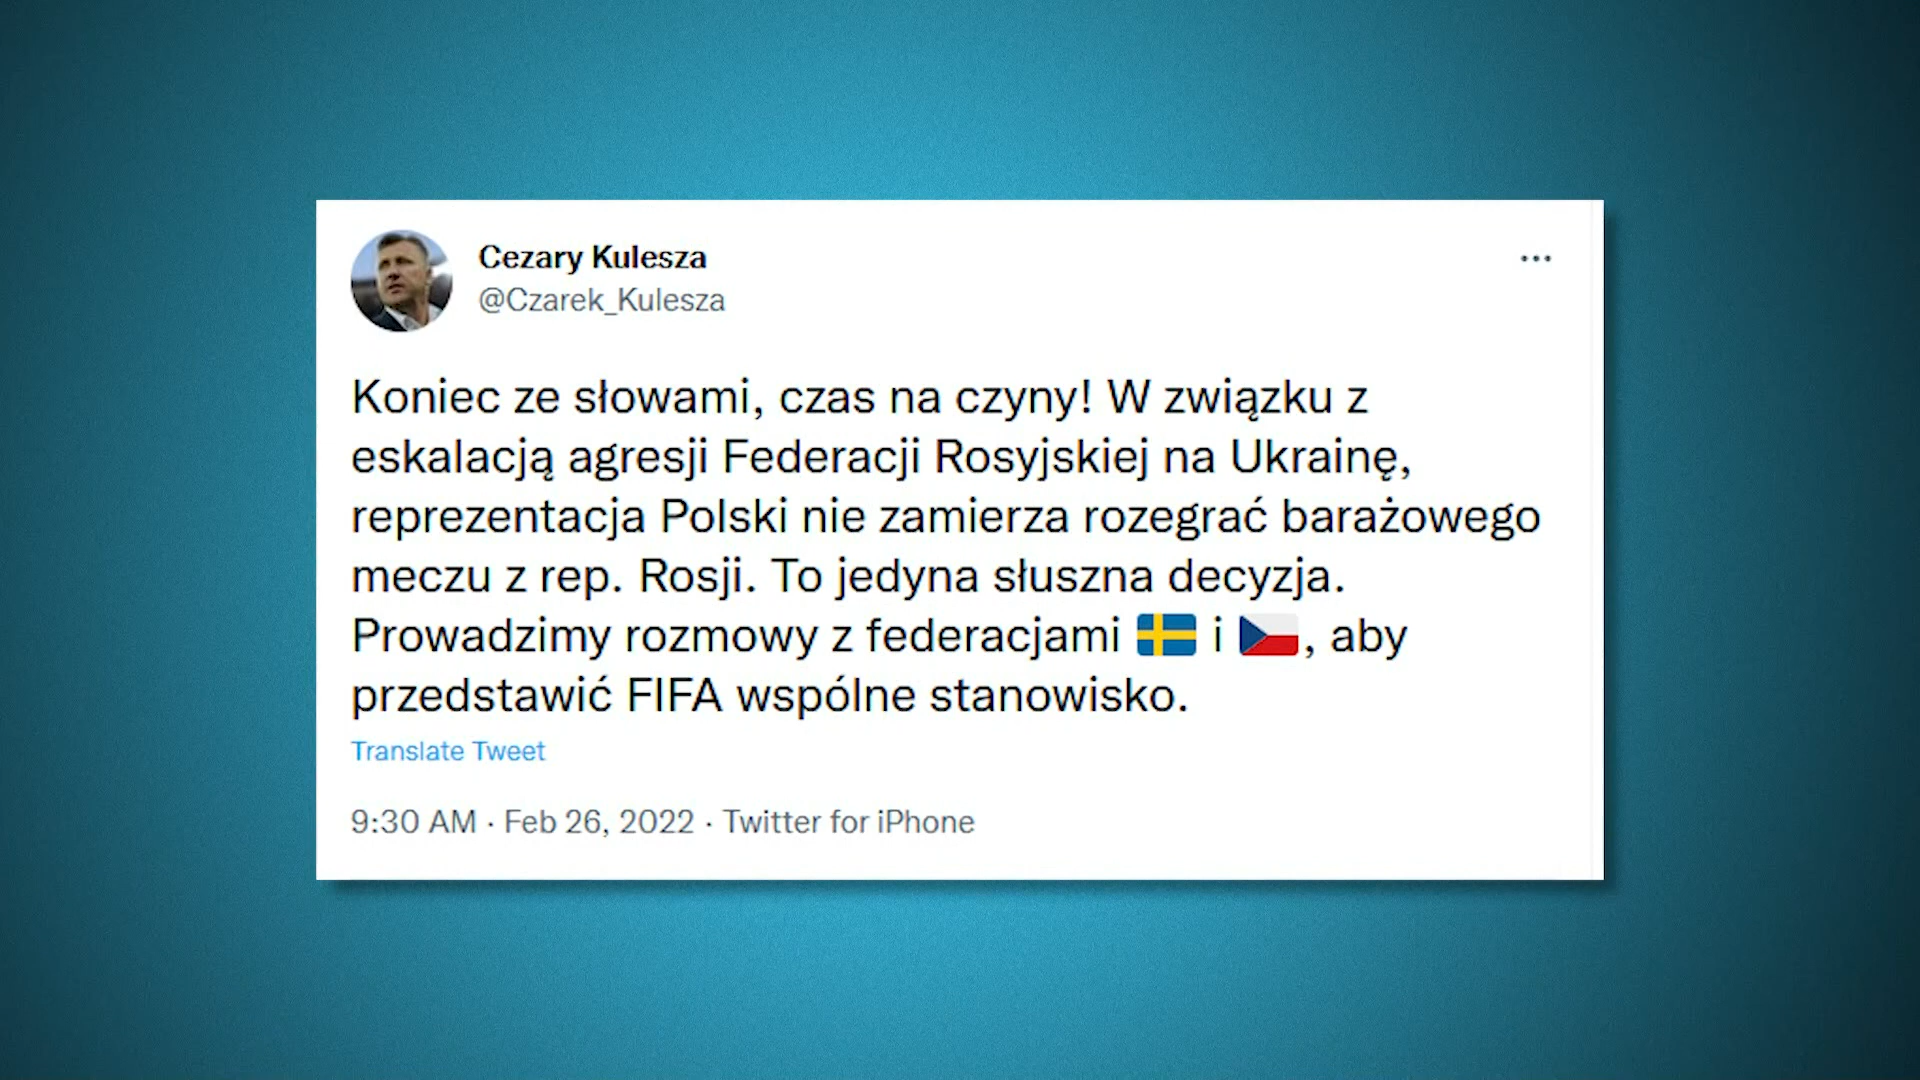 Cezary Kulesza
@Czarek_Kulesza
Koniec ze słowami, czas na czyny! W związku z
eskalacją agresji Federacji Rosyjskiej na Ukrainę,
reprezentacja Polski nie zamierza rozegrać barażowego
meczu z rep. Rosji. To jedyna słuszna decyzja.
Prowadzimy rozmowy z federacjami 🇸🇪 i 🇨🇿, aby
przedstawić FIFA wspólne stanowisko.
Translate Tweet
9:30 AM · Feb 26, 2022 · Twitter for iPhone